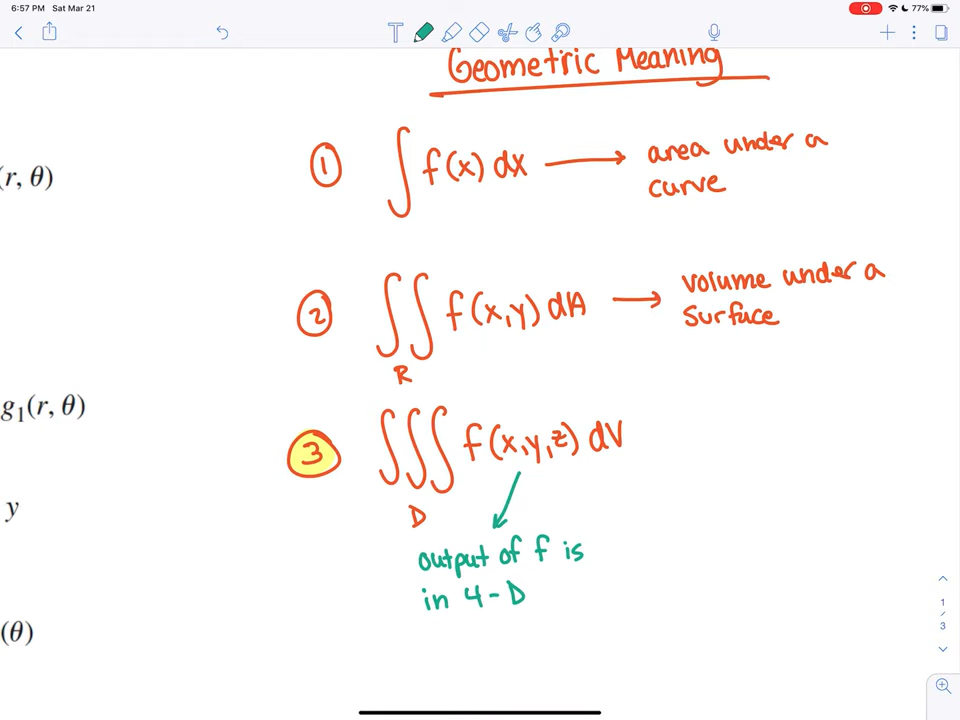 6:57 PM Sat Mar 21
77%
T
Geometric Meaning
(r, θ)
① ∫ f(x) dx → area under a
curve
② ∬ f(x,y) dA → volume under a
surface
R
g₁(r, θ)
③ ∭ f(x,y,z) dV
D
y
output of f is
in 4-D
(θ)
1
/
3